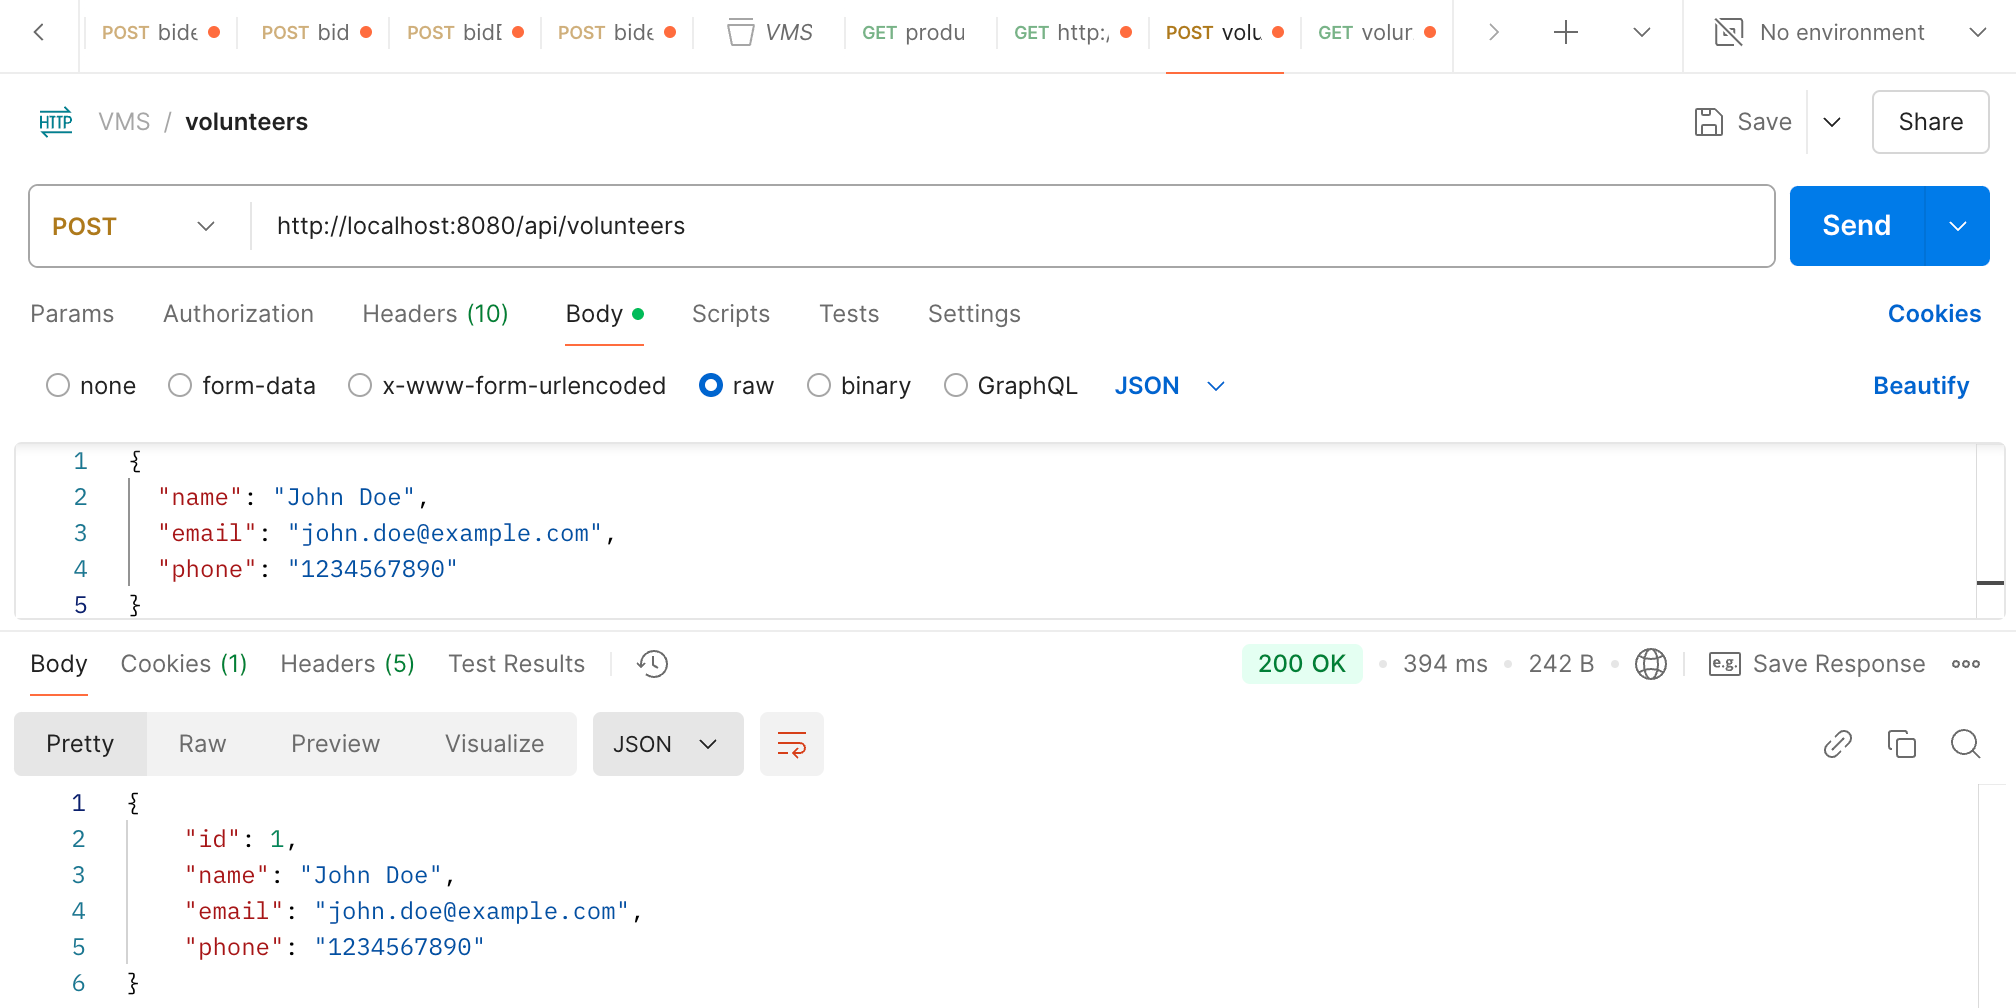 POST bide POST bid POST bidE POST bide VMS GET produ GET http:/ POST volu GET volur No environment
HTTP VMS / volunteers Save Share
POST http://localhost:8080/api/volunteers Send
Params Authorization Headers (10) Body Scripts Tests Settings Cookies
none form-data x-www-form-urlencoded raw binary GraphQL JSON Beautify
1 {
2 "name": "John Doe",
3 "email": "john.doe@example.com",
4 "phone": "1234567890"
5 }
Body Cookies (1) Headers (5) Test Results 200 OK 394 ms 242 B e.g. Save Response
Pretty Raw Preview Visualize JSON
1 {
2 "id": 1,
3 "name": "John Doe",
4 "email": "john.doe@example.com",
5 "phone": "1234567890"
6 }